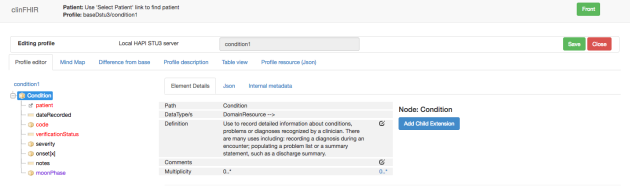 clinFHIR
Patient: Use 'Select Patient' link to find patient
Profile: baseDstu3/condition1
Front
Editing profile
Local HAPI STU3 server
condition1
Save
Close
Profile editor
Mind Map
Difference from base
Profile description
Table view
Profile resource (Json)
condition1
Condition
patient
dateRecorded
code
verificationStatus
severity
onset[x]
notes
moonPhase
Element Details
Json
Internal metadata
Path Condition
DataType/s DomainResource -->
Definition Use to record detailed information about conditions,
problems or diagnoses recognized by a clinician. There
are many uses including: recording a diagnosis during an
encounter; populating a problem list or a summary
statement, such as a discharge summary.
Comments
Multiplicity 0..* 0..*
Node: Condition
Add Child Extension